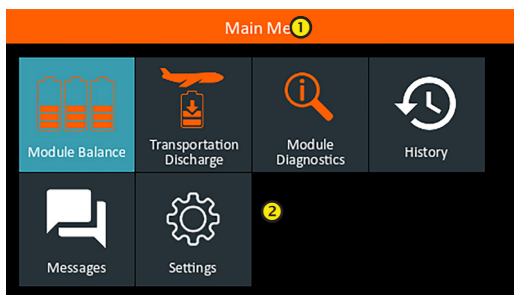 Main Me
1
Module Balance
Transportation
Discharge
Module
Diagnostics
History
Messages
Settings
2